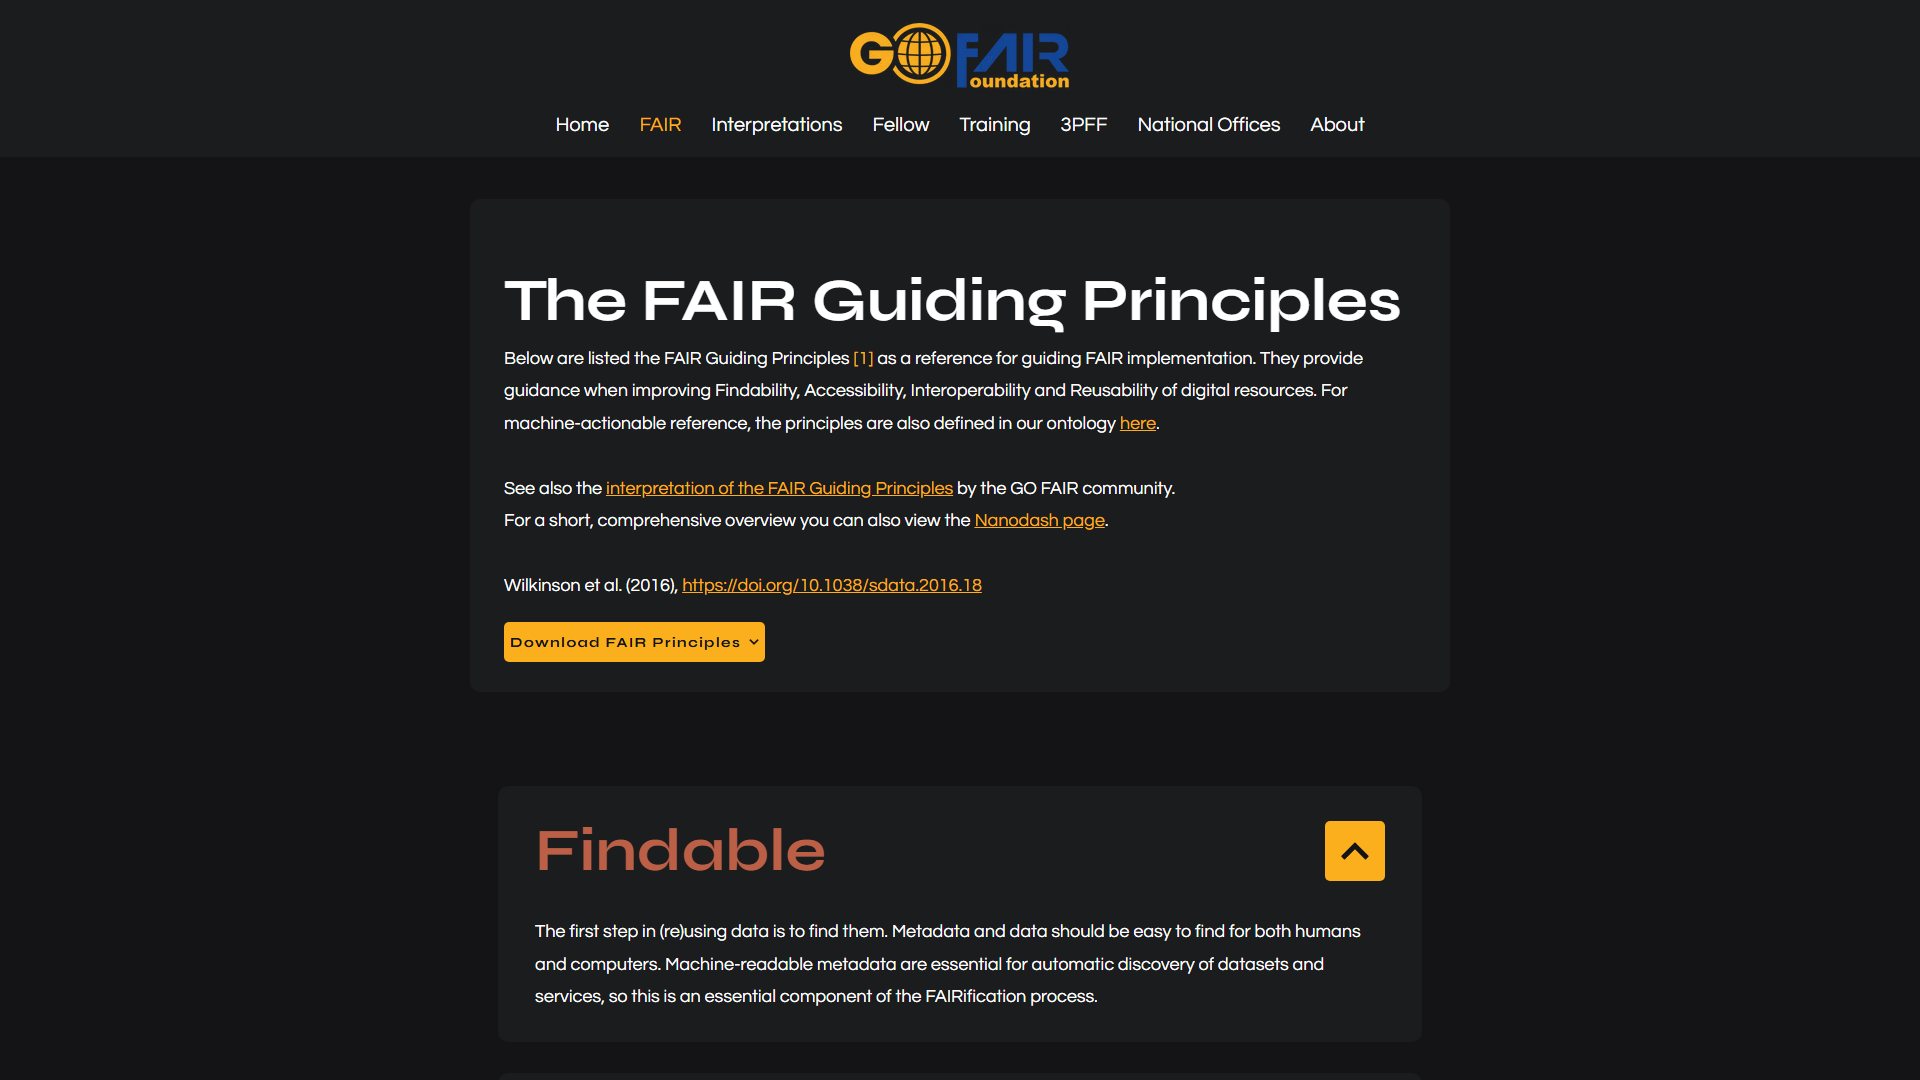 GO FAIR
Foundation
Home FAIR Interpretations Fellow Training 3PFF National Offices About
The FAIR Guiding Principles
Below are listed the FAIR Guiding Principles [1] as a reference for guiding FAIR implementation. They provide
guidance when improving Findability, Accessibility, Interoperability and Reusability of digital resources. For
machine-actionable reference, the principles are also defined in our ontology here.
See also the interpretation of the FAIR Guiding Principles by the GO FAIR community.
For a short, comprehensive overview you can also view the Nanodash page.
Wilkinson et al. (2016), https://doi.org/10.1038/sdata.2016.18
Download FAIR Principles
Findable
The first step in (re)using data is to find them. Metadata and data should be easy to find for both humans
and computers. Machine-readable metadata are essential for automatic discovery of datasets and
services, so this is an essential component of the FAIRification process.